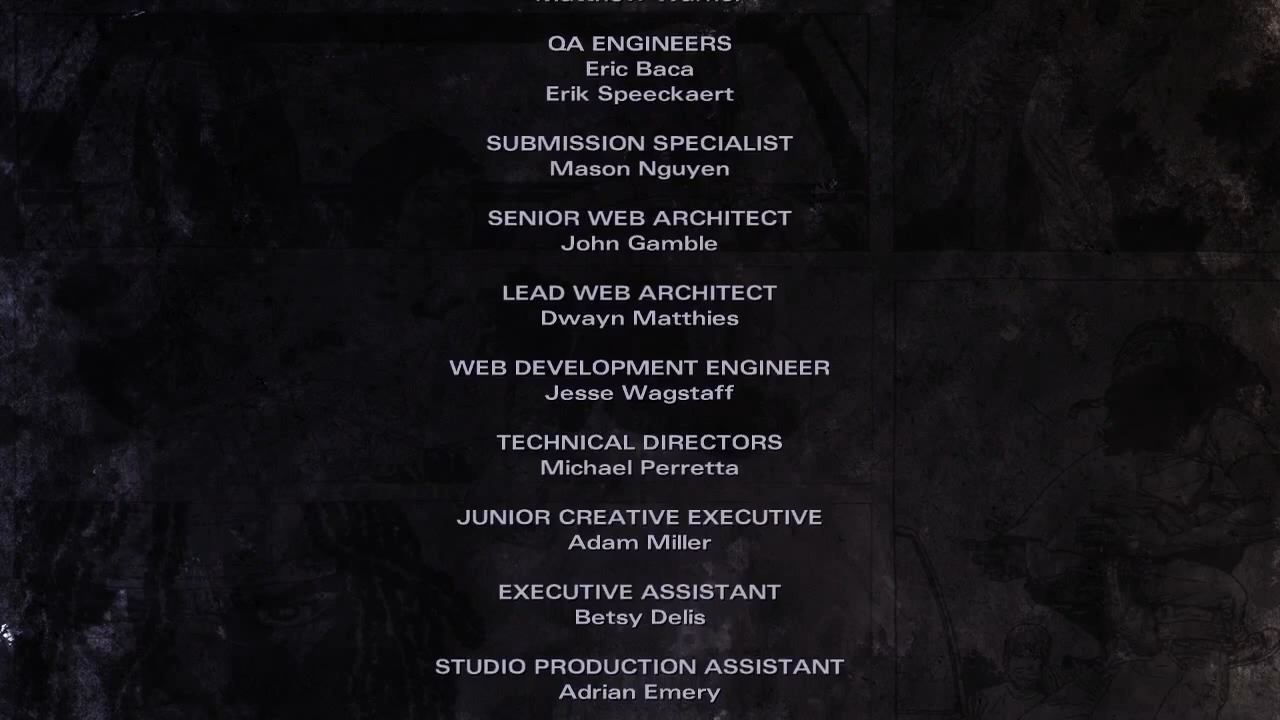 QA ENGINEERS
Eric Baca
Erik Speeckaert
SUBMISSION SPECIALIST
Mason Nguyen
SENIOR WEB ARCHITECT
John Gamble
LEAD WEB ARCHITECT
Dwayn Matthies
WEB DEVELOPMENT ENGINEER
Jesse Wagstaff
TECHNICAL DIRECTORS
Michael Perretta
JUNIOR CREATIVE EXECUTIVE
Adam Miller
EXECUTIVE ASSISTANT
Betsy Delis
STUDIO PRODUCTION ASSISTANT
Adrian Emery